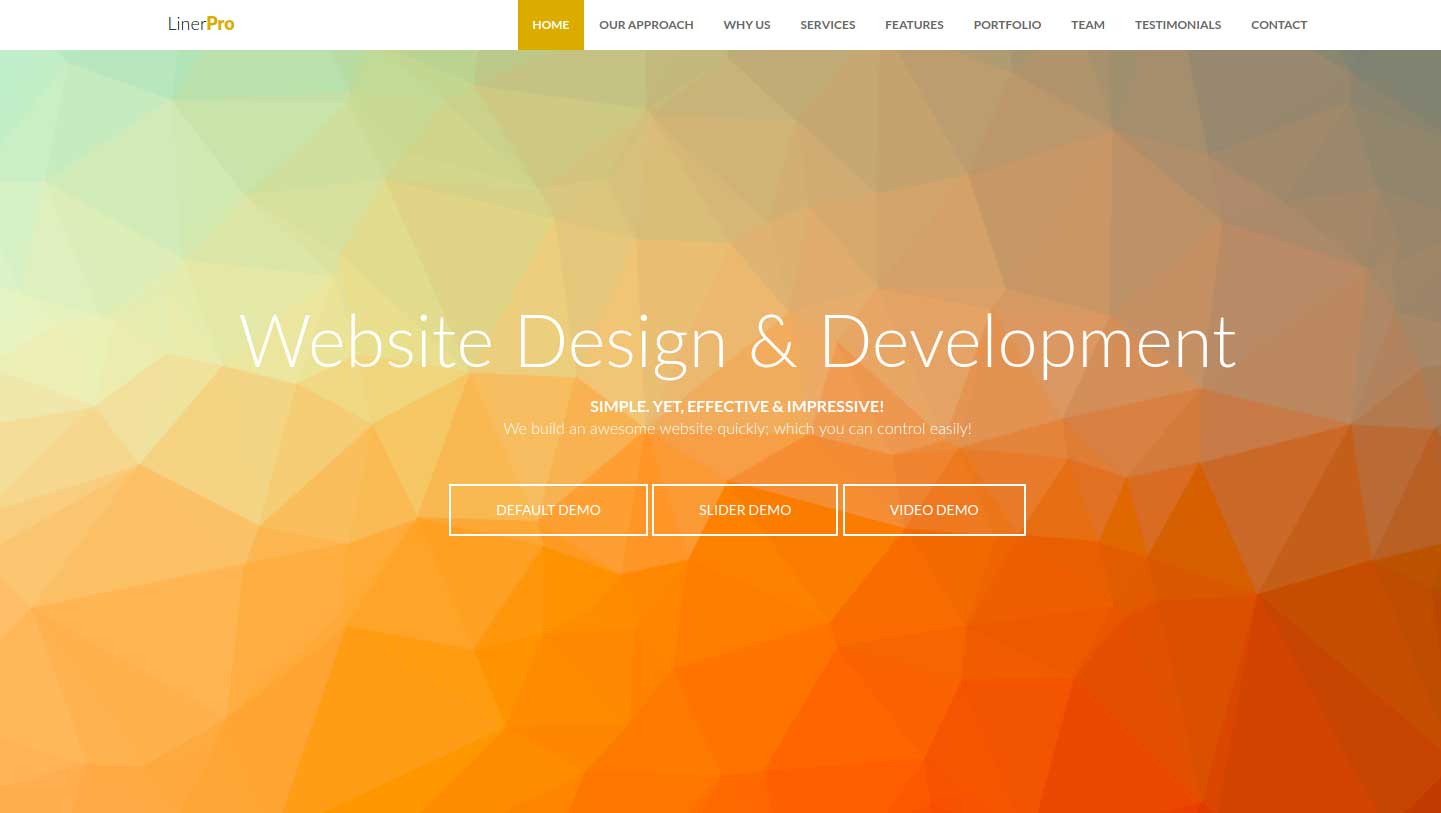 LinerPro
HOME OUR APPROACH WHY US SERVICES FEATURES PORTFOLIO TEAM TESTIMONIALS CONTACT
Website Design & Development
SIMPLE. YET, EFFECTIVE & IMPRESSIVE!
We build an awesome website quickly; which you can control easily!
DEFAULT DEMO SLIDER DEMO VIDEO DEMO